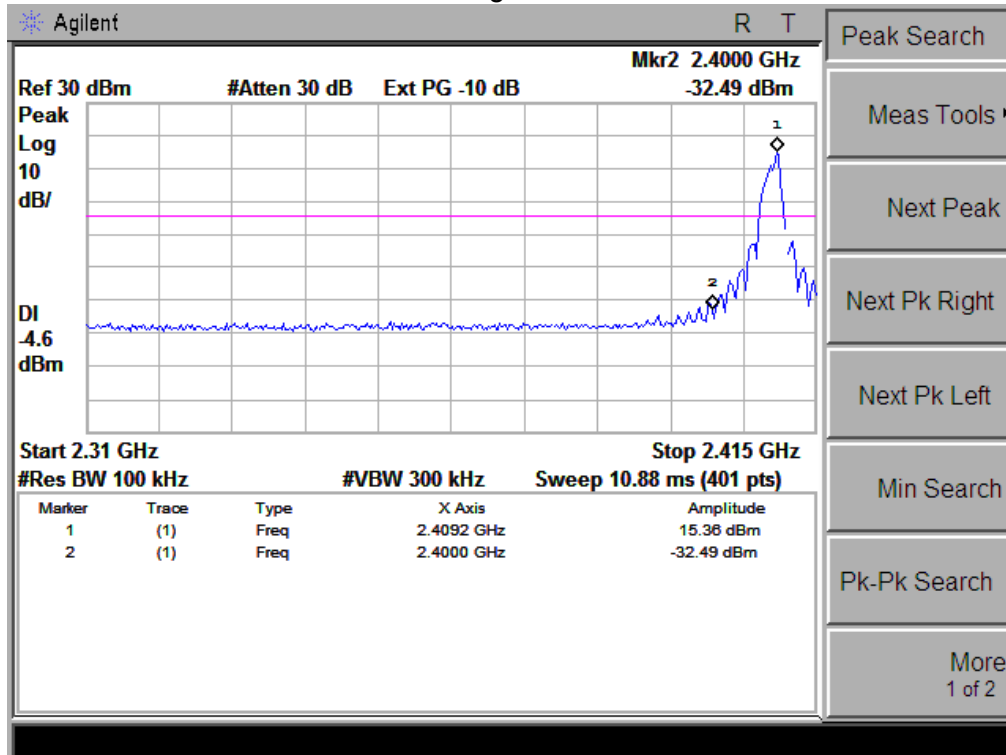 Agilent R T
Peak Search
Mkr2 2.4000 GHz
Ref 30 dBm #Atten 30 dB Ext PG -10 dB -32.49 dBm
Peak
Log
10
dB/
1
2
DI
-4.6
dBm
Start 2.31 GHz Stop 2.415 GHz
#Res BW 100 kHz #VBW 300 kHz Sweep 10.88 ms (401 pts)
Marker Trace Type X Axis Amplitude
1 (1) Freq 2.4092 GHz 15.36 dBm
2 (1) Freq 2.4000 GHz -32.49 dBm
Meas Tools
Next Peak
Next Pk Right
Next Pk Left
Min Search
Pk-Pk Search
More
1 of 2